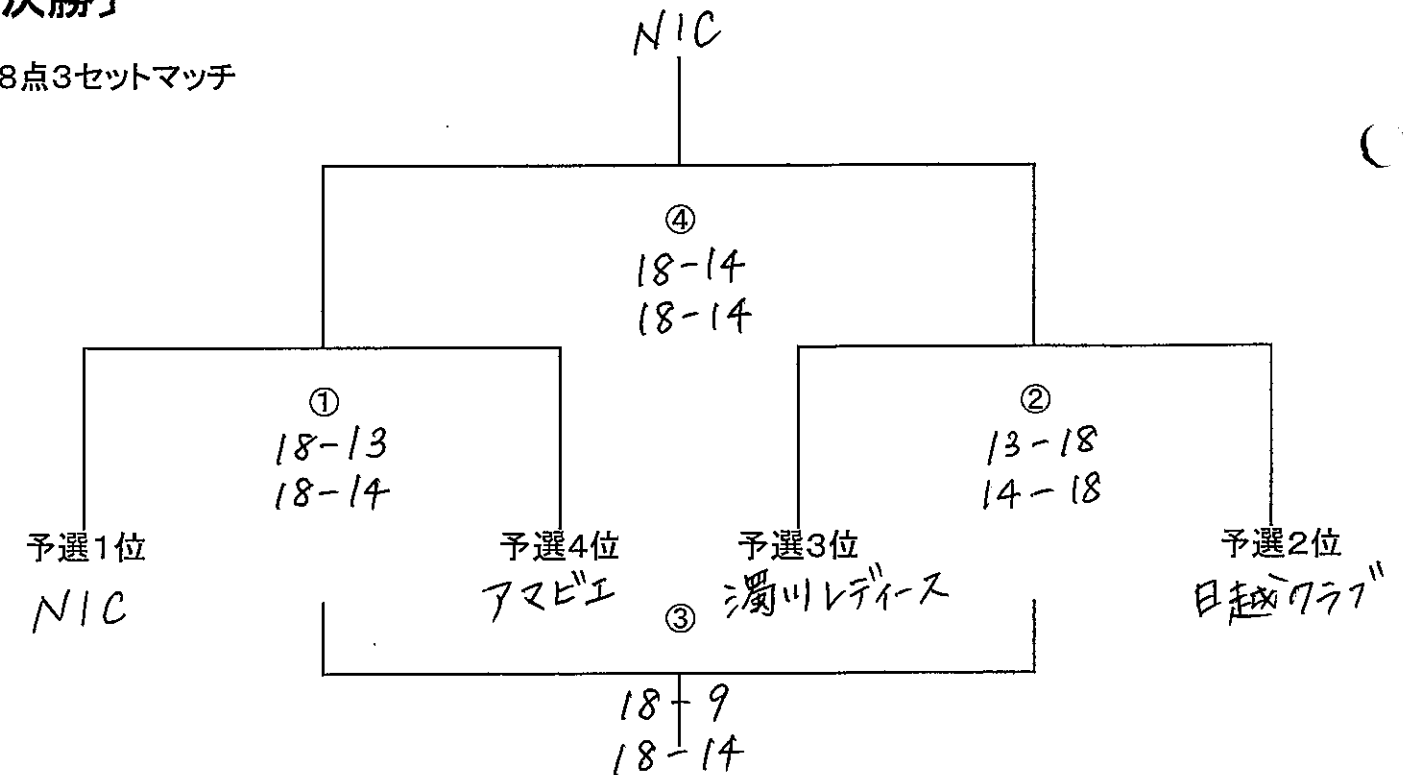 決勝」
NIC
8点3セットマッチ
④
18-14
18-14
①
18-13
18-14
②
13-18
14-18
予選1位
NIC
予選4位
アマビエ
予選3位
濁川レディース
予選2位
日越クラブ
③
18-9
18-14